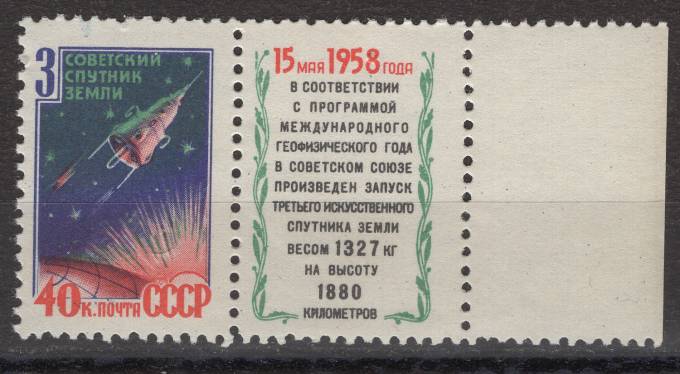 3 СОВЕТСКИЙ
СПУТНИК
ЗЕМЛИ
40 К. ПОЧТА СССР
15 МАЯ 1958 ГОДА
В СООТВЕТСТВИИ
С ПРОГРАММОЙ
МЕЖДУНАРОДНОГО
ГЕОФИЗИЧЕСКОГО ГОДА
В СОВЕТСКОМ СОЮЗЕ
ПРОИЗВЕДЕН ЗАПУСК
ТРЕТЬЕГО ИСКУССТВЕННОГО
СПУТНИКА ЗЕМЛИ
ВЕСОМ 1327 КГ
НА ВЫСОТУ
1880
КИЛОМЕТРОВ